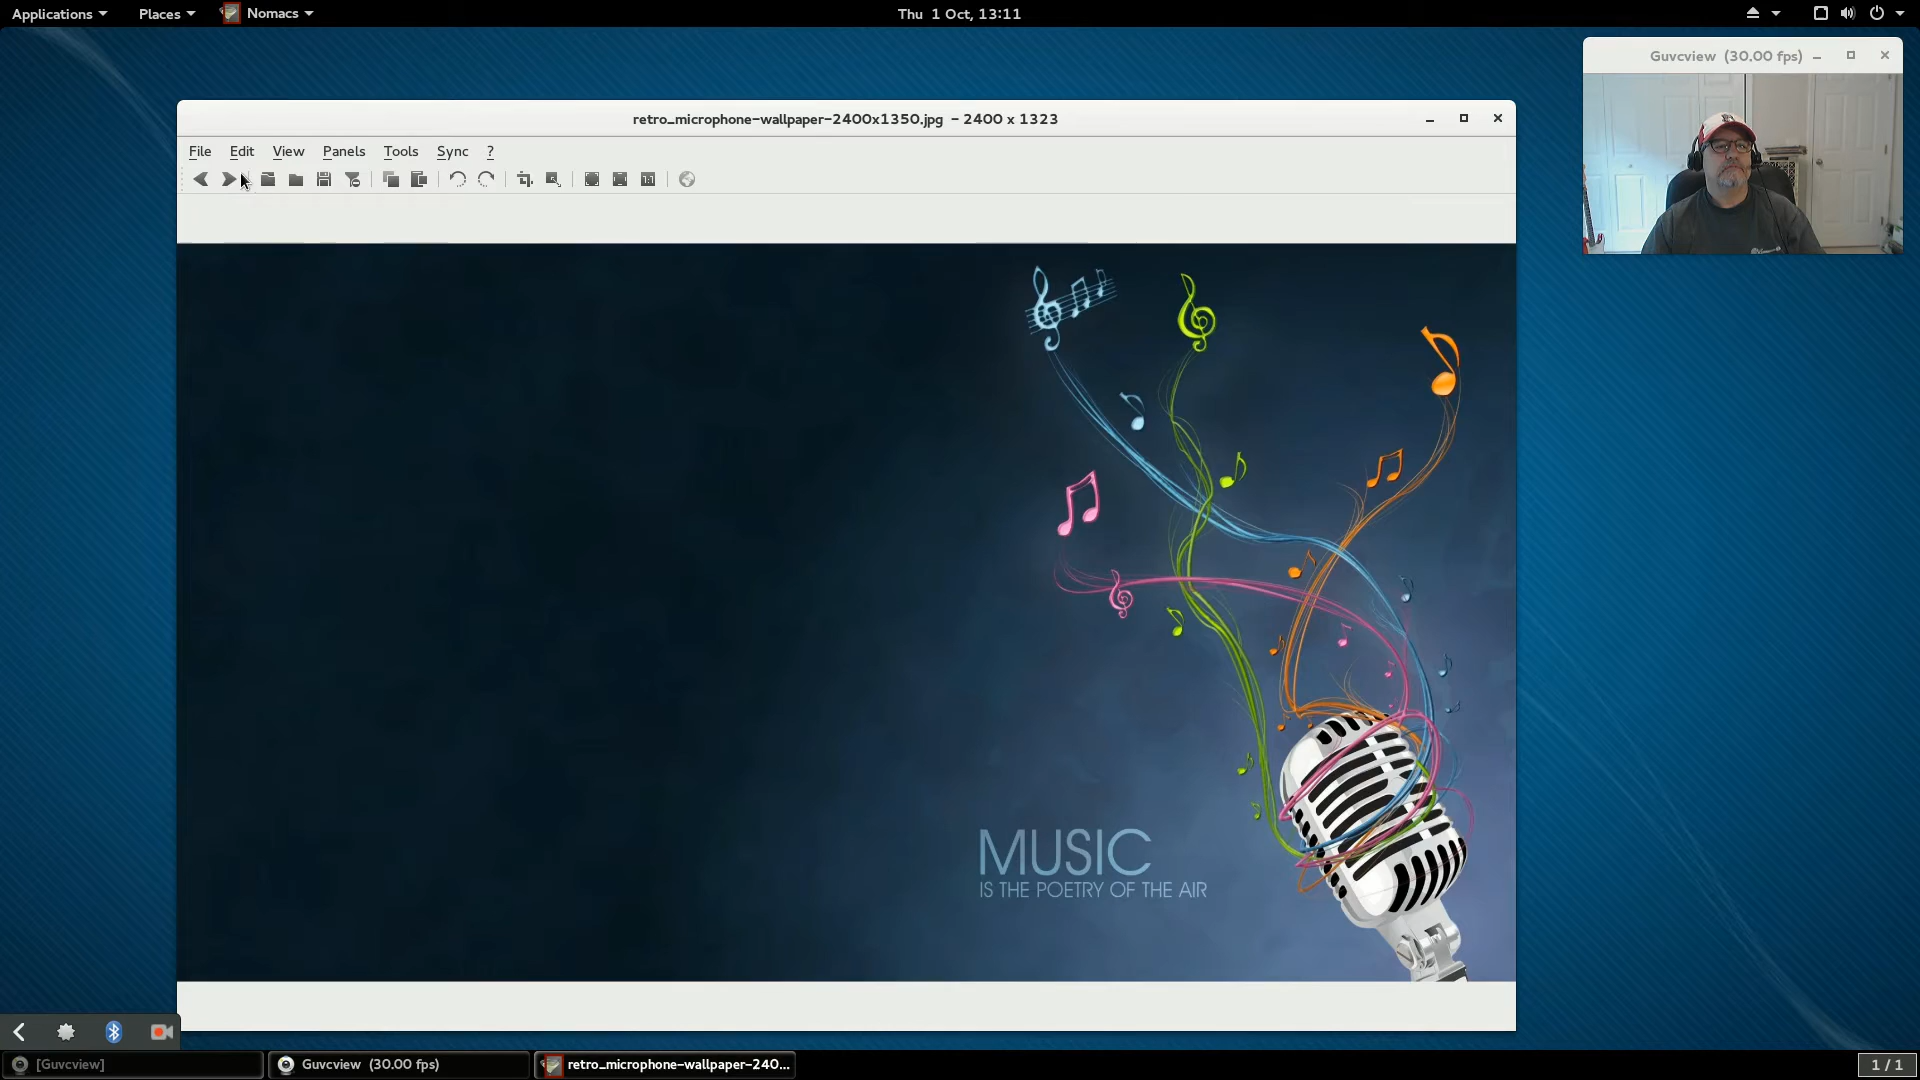 Applications Places Nomacs Thu 1 Oct, 13:11
Guvcview (30.00 fps)
retro_microphone-wallpaper-2400x1350.jpg - 2400 x 1323
File Edit View Panels Tools Sync ?
1:1
MUSIC
IS THE POETRY OF THE AIR
[Guvcview] Guvcview (30.00 fps) retro_microphone-wallpaper-240... 1 / 1